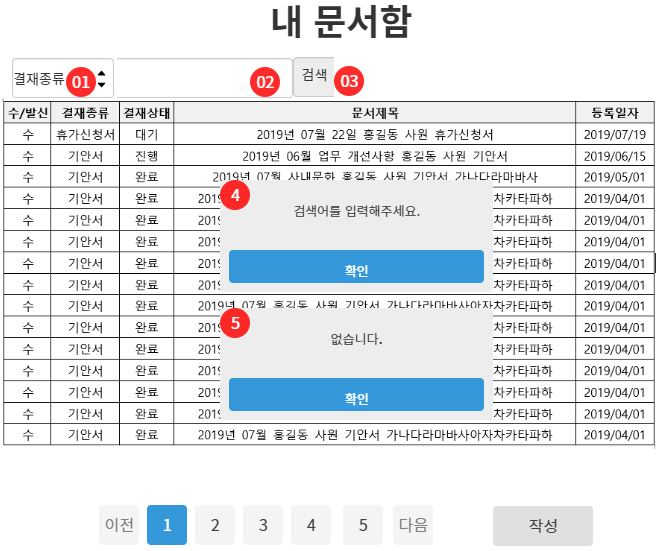 내 문서함
결재종류 01 02 검색 03
수/발신 결재종류 결재상태 문서제목 등록일자
수 휴가신청서 대기 2019년 07월 22일 홍길동 사원 휴가신청서 2019/07/19
수 기안서 진행 2019년 06월 업무 개선사항 홍길동 사원 기안서 2019/06/15
수 기안서 완료 2019년 07월 사내문화 홍길동 사원 기안서 가나다라마바사 2019/05/01
수 기안서 완료 2019 차카타파하 2019/04/01
수 기안서 완료 201 차카타파하 2019/04/01
수 기안서 완료 201 차카타파하 2019/04/01
수 기안서 완료 201 차카타파하 2019/04/01
수 기안서 완료 201 차카타파하 2019/04/01
수 기안서 완료 2019년 07월 홍길동 사원 기안서 가나다라마바사아자차카타파하 2019/04/01
수 기안서 완료 201 차카타파하 2019/04/01
수 기안서 완료 201 차카타파하 2019/04/01
수 기안서 완료 201 차카타파하 2019/04/01
수 기안서 완료 201 차카타파하 2019/04/01
수 기안서 완료 201 차카타파하 2019/04/01
수 기안서 완료 2019년 07월 홍길동 사원 기안서 가나다라마바사아자차카타파하 2019/04/01
4
검색어를 입력해주세요.
확인
5
없습니다.
확인
이전 1 2 3 4 5 다음 작성